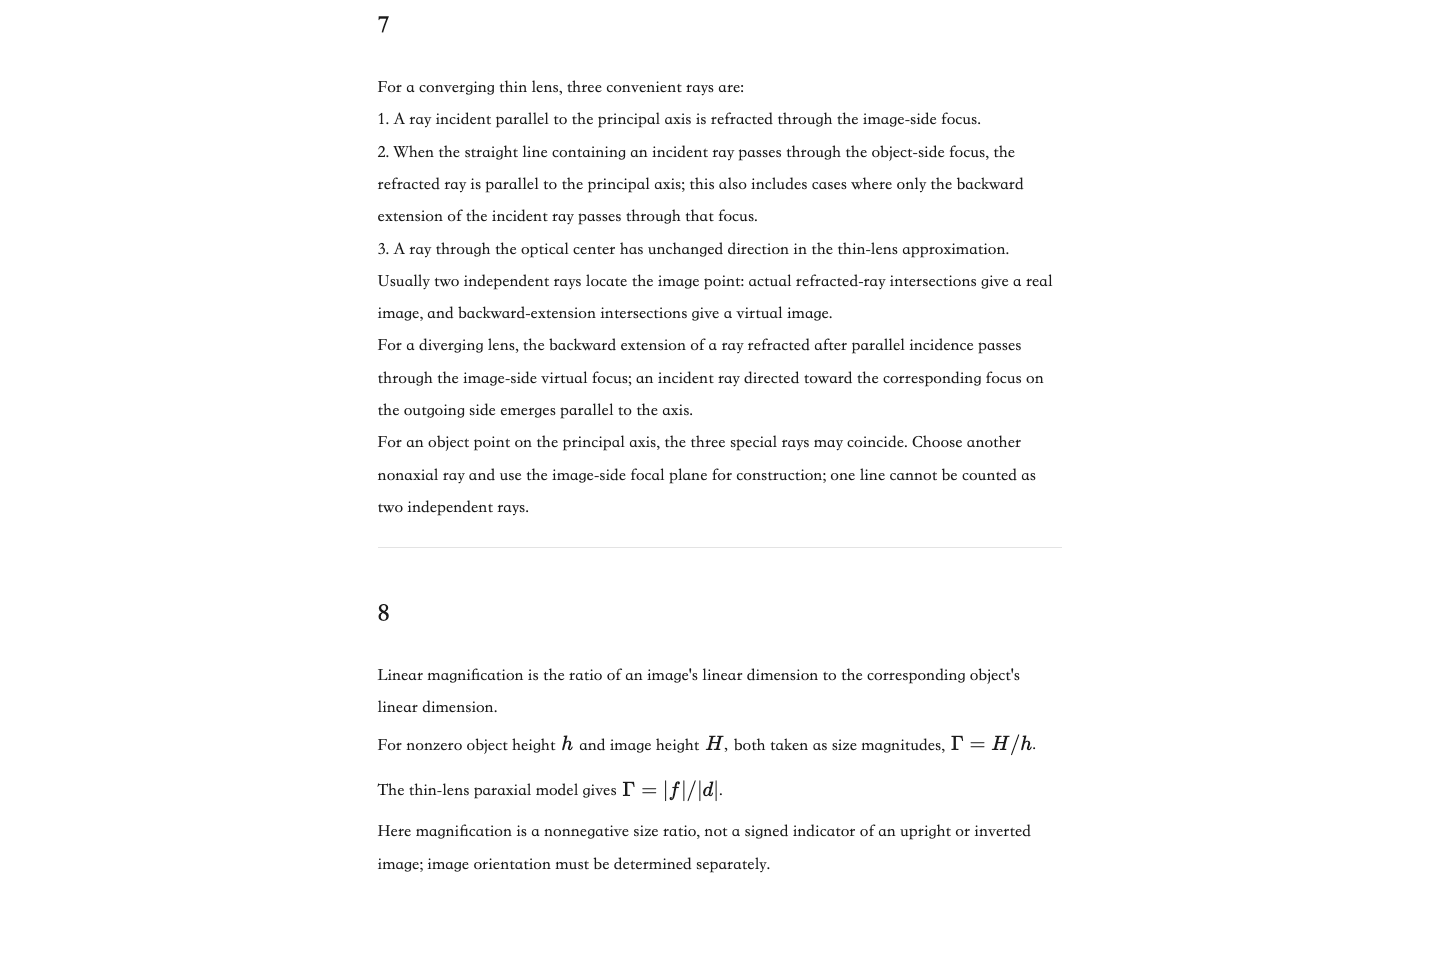 7
For a converging thin lens, three convenient rays are:
1. A ray incident parallel to the principal axis is refracted through the image-side focus.
2. When the straight line containing an incident ray passes through the object-side focus, the
refracted ray is parallel to the principal axis; this also includes cases where only the backward
extension of the incident ray passes through that focus.
3. A ray through the optical center has unchanged direction in the thin-lens approximation.
Usually two independent rays locate the image point: actual refracted-ray intersections give a real
image, and backward-extension intersections give a virtual image.
For a diverging lens, the backward extension of a ray refracted after parallel incidence passes
through the image-side virtual focus; an incident ray directed toward the corresponding focus on
the outgoing side emerges parallel to the axis.
For an object point on the principal axis, the three special rays may coincide. Choose another
nonaxial ray and use the image-side focal plane for construction; one line cannot be counted as
two independent rays.
8
Linear magnification is the ratio of an image's linear dimension to the corresponding object's
linear dimension.
For nonzero object height h and image height H, both taken as size magnitudes, Γ = H/h.
The thin-lens paraxial model gives Γ = |f|/|d|.
Here magnification is a nonnegative size ratio, not a signed indicator of an upright or inverted
image; image orientation must be determined separately.